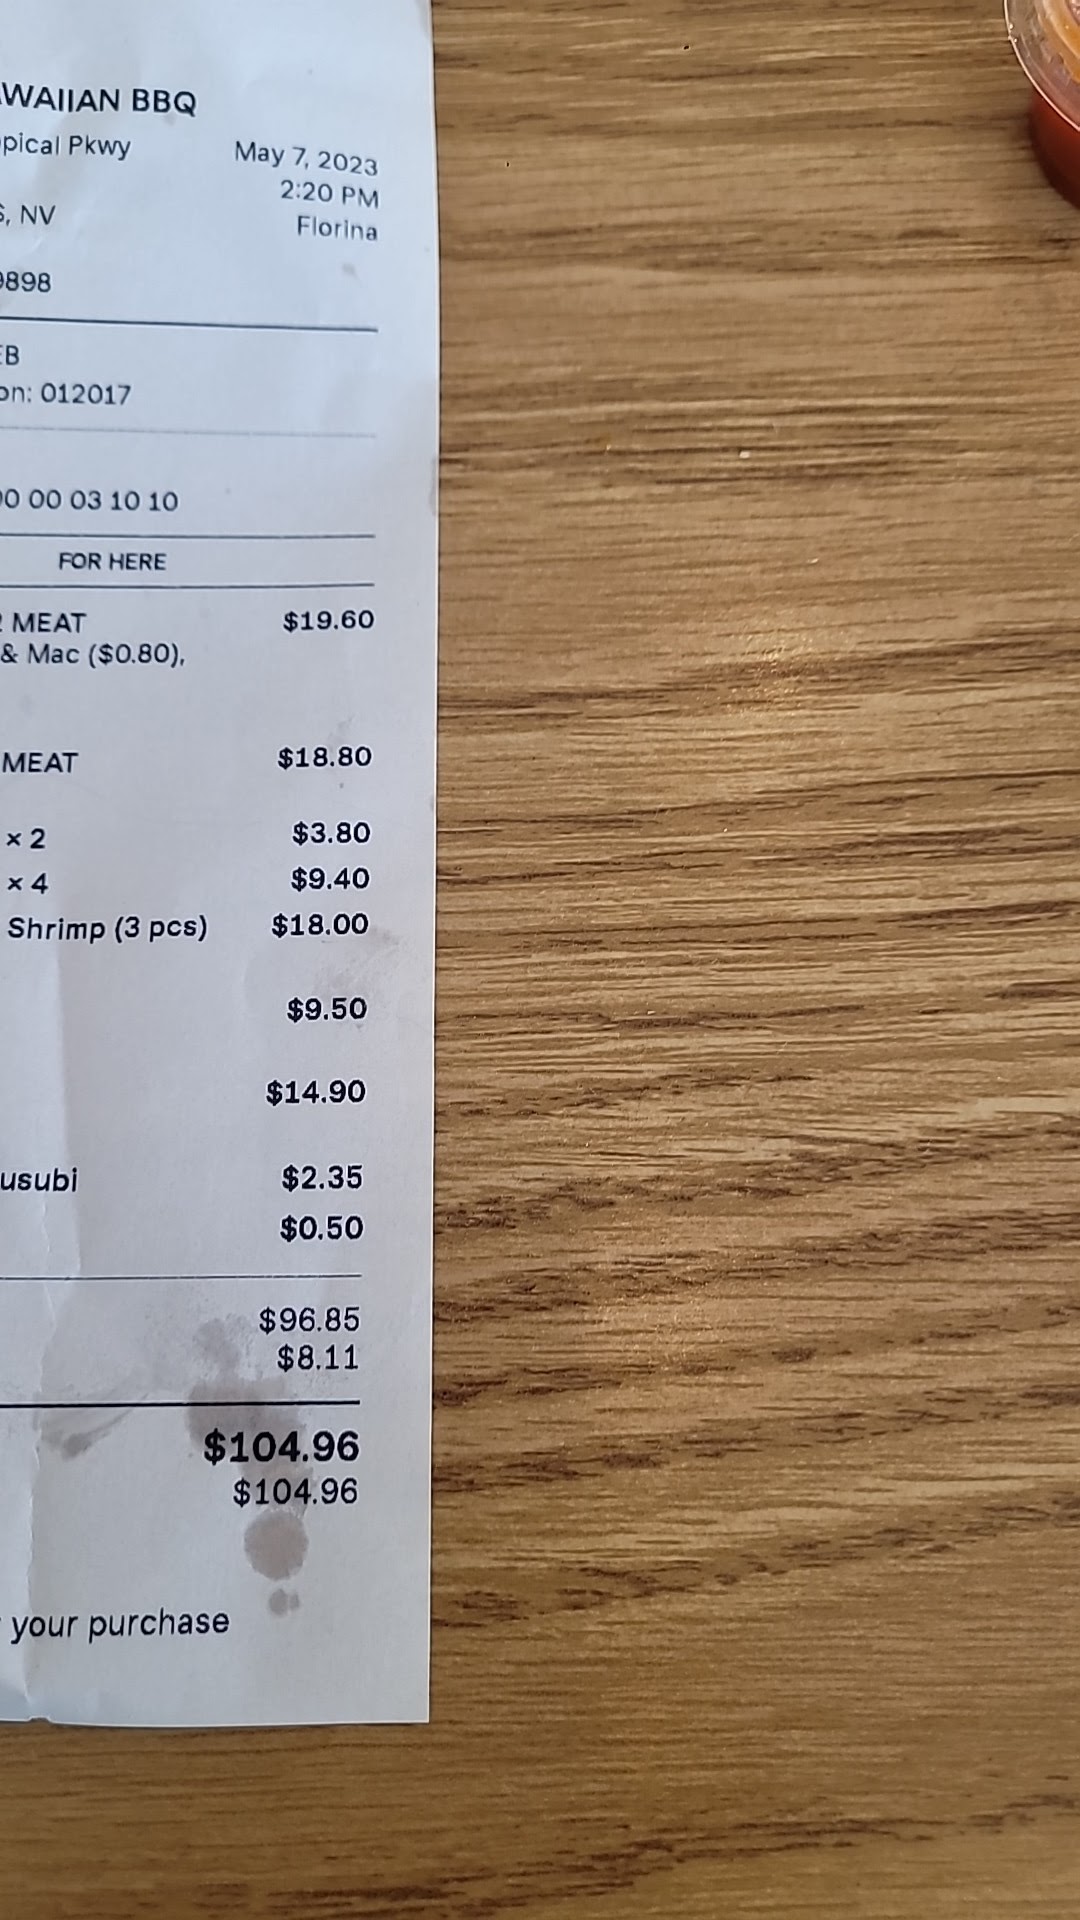 WAIIAN BBQ
pical Pkwy May 7, 2023
2:20 PM
, NV Florina
9898
EB
on: 012017
00 00 03 10 10
FOR HERE
MEAT $19.60
& Mac ($0.80),
MEAT $18.80
× 2 $3.80
× 4 $9.40
Shrimp (3 pcs) $18.00
$9.50
$14.90
usubi $2.35
$0.50
$96.85
$8.11
$104.96
$104.96
your purchase